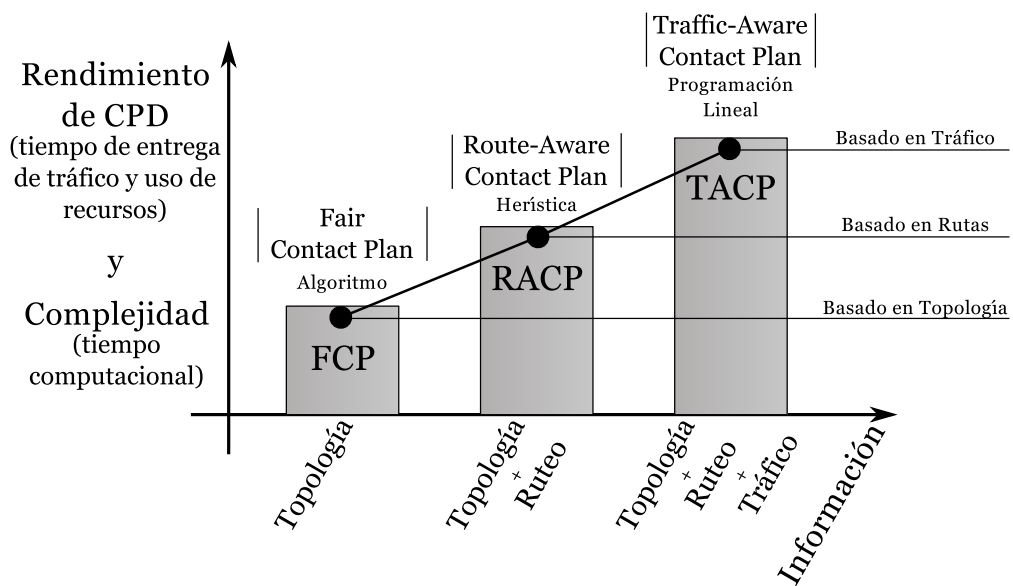 Rendimiento
de CPD
(tiempo de entrega
de tráfico y uso de
recursos)
y
Complejidad
(tiempo
computacional)
Fair
Contact Plan
Algoritmo
FCP
Route-Aware
Contact Plan
Herística
RACP
Traffic-Aware
Contact Plan
Programación
Lineal
TACP
Basado en Tráfico
Basado en Rutas
Basado en Topología
Topología
Topología
+
Ruteo
Topología
+
Ruteo
+
Tráfico
Información